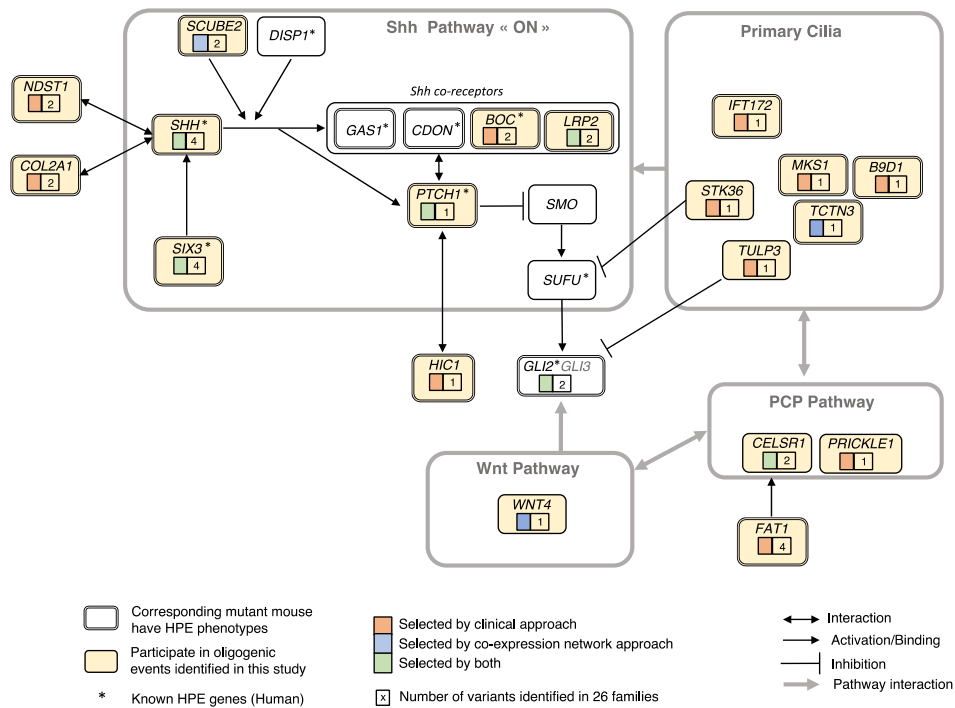 Shh Pathway « ON »
Primary Cilia
SCUBE2
2
DISP1*
NDST1
2
Shh co-receptors
GAS1*
CDON*
BOC*
2
LRP2
2
IFT172
1
SHH*
4
COL2A1
2
MKS1
1
B9D1
1
PTCH1*
1
SMO
STK36
1
TCTN3
1
SIX3*
4
SUFU*
TULP3
1
HIC1
1
GLI2*GLI3
2
PCP Pathway
CELSR1
2
PRICKLE1
1
Wnt Pathway
WNT4
1
FAT1
4
Corresponding mutant mouse
have HPE phenotypes
Participate in oligogenic
events identified in this study
* Known HPE genes (Human)
Selected by clinical approach
Selected by co-expression network approach
Selected by both
x Number of variants identified in 26 families
Interaction
Activation/Binding
Inhibition
Pathway interaction